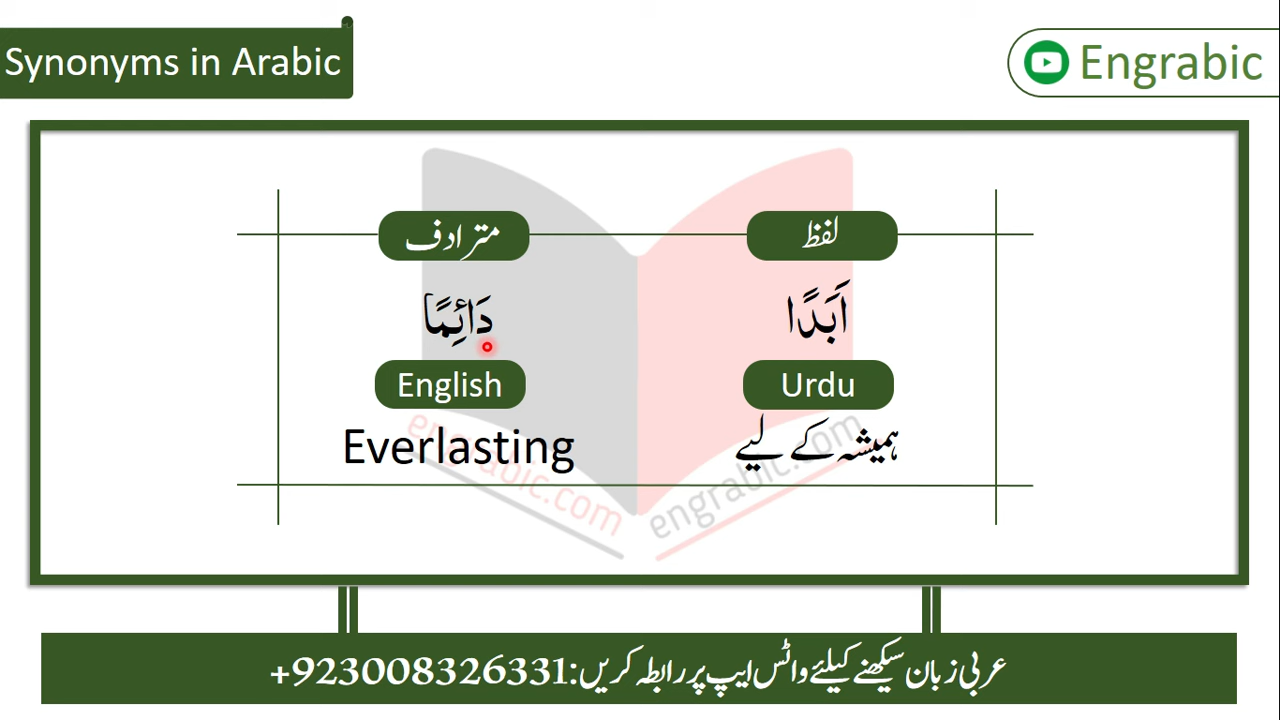 Synonyms in Arabic
Engrabic
لفظ
مترادف
اَبَدًا
دَائِمًا
Urdu
English
ہمیشہ کے لیے
Everlasting
engrabic.com
engrabic.com
عربی زبان سیکھنے کیلئے واٹس ایپ پر رابطہ کریں: +923008326331